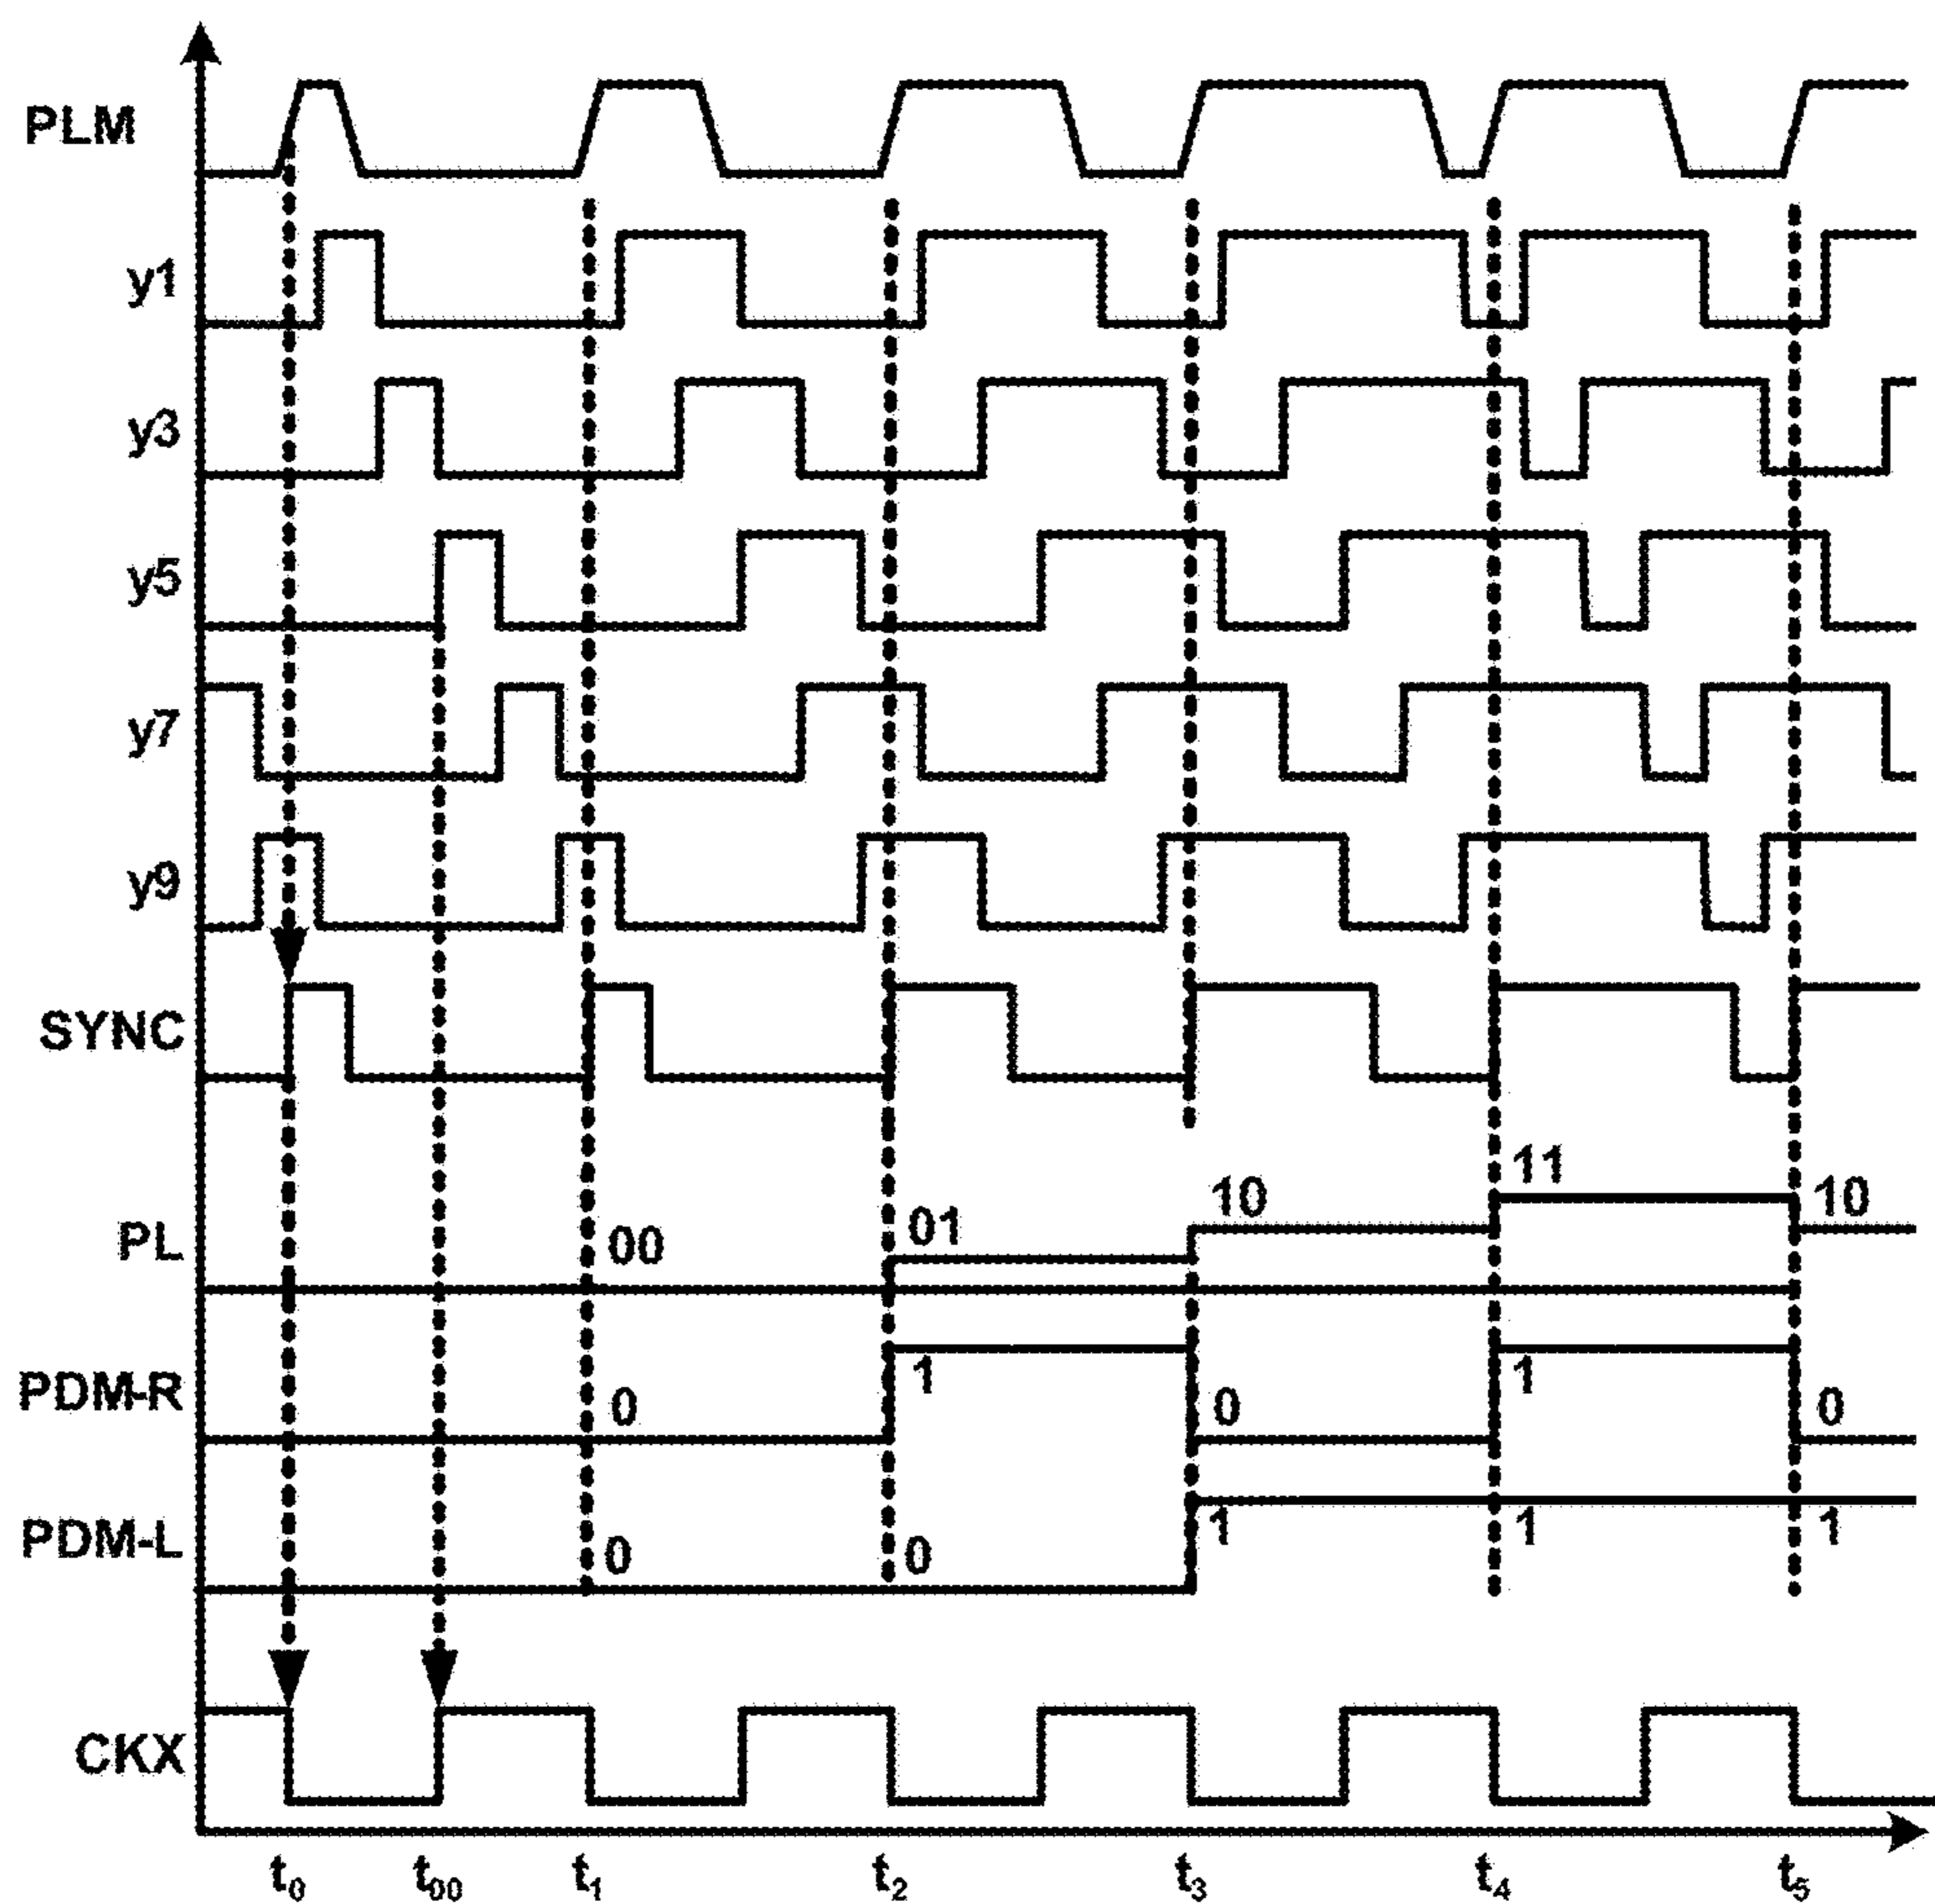 PLM
y1
y3
y5
y7
y9
SYNC
11
10 10
01
PL 00
1 1
PDM-R 0 0 0
PDM-L 1 1 1
0 0
CKX
t0 t00 t1 t2 t3 t4 t5